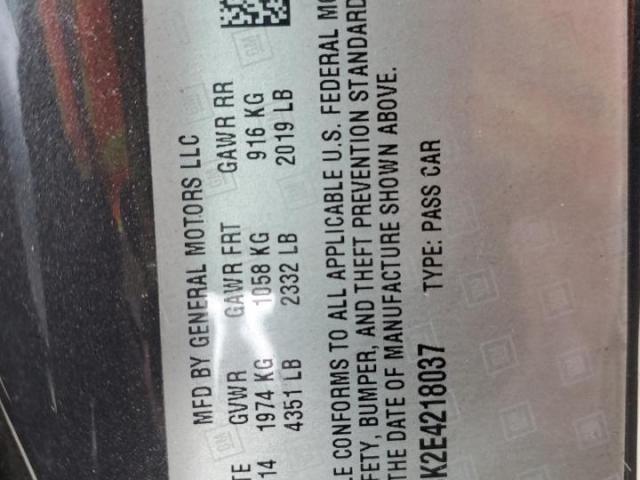 MFD BY GENERAL MOTORS LLC
TE GVWR GAWR FRT GAWR RR
14 1974 KG 1058 KG 916 KG
4351 LB 2332 LB 2019 LB
LE CONFORMS TO ALL APPLICABLE U.S. FEDERAL MO
FETY, BUMPER, AND THEFT PREVENTION STANDARD
THE DATE OF MANUFACTURE SHOWN ABOVE.
K2E4218037 TYPE: PASS CAR